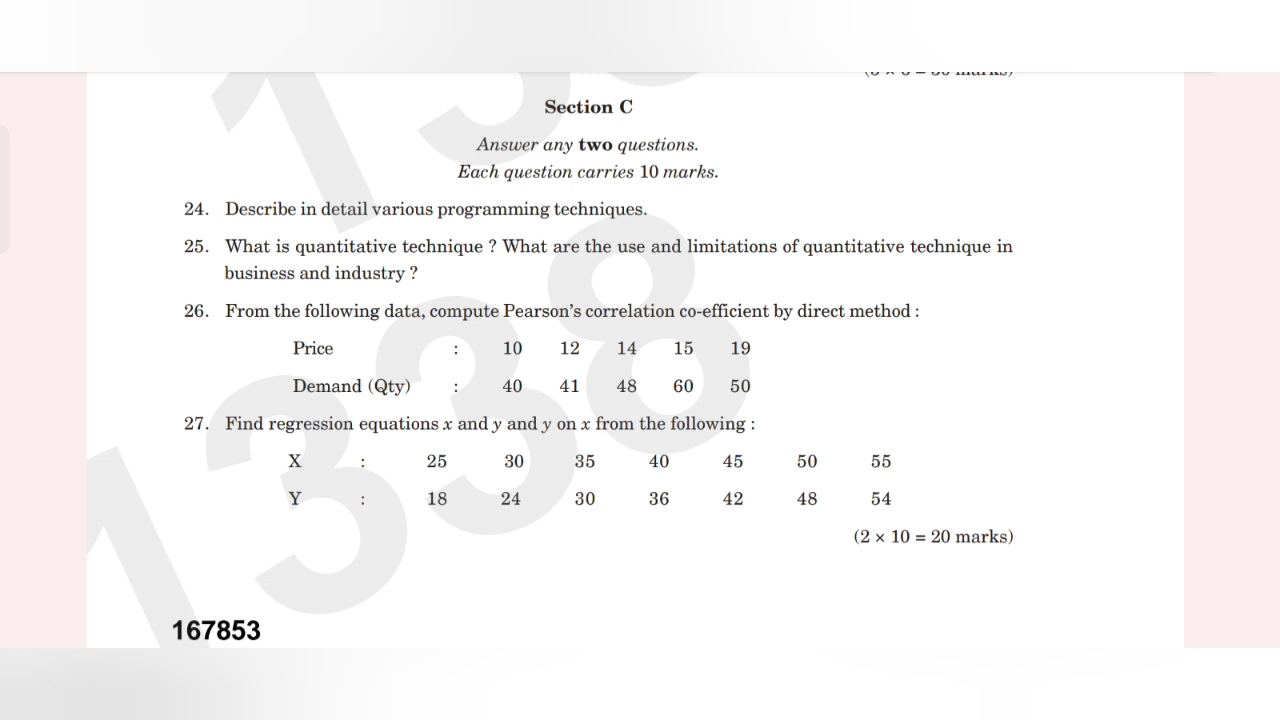 Section C
Answer any two questions.
Each question carries 10 marks.
24. Describe in detail various programming techniques.
25. What is quantitative technique ? What are the use and limitations of quantitative technique in
business and industry ?
26. From the following data, compute Pearson's correlation co-efficient by direct method :
Price : 10 12 14 15 19
Demand (Qty) : 40 41 48 60 50
27. Find regression equations x and y and y on x from the following :
X : 25 30 35 40 45 50 55
Y : 18 24 30 36 42 48 54
(2 × 10 = 20 marks)
167853
1338